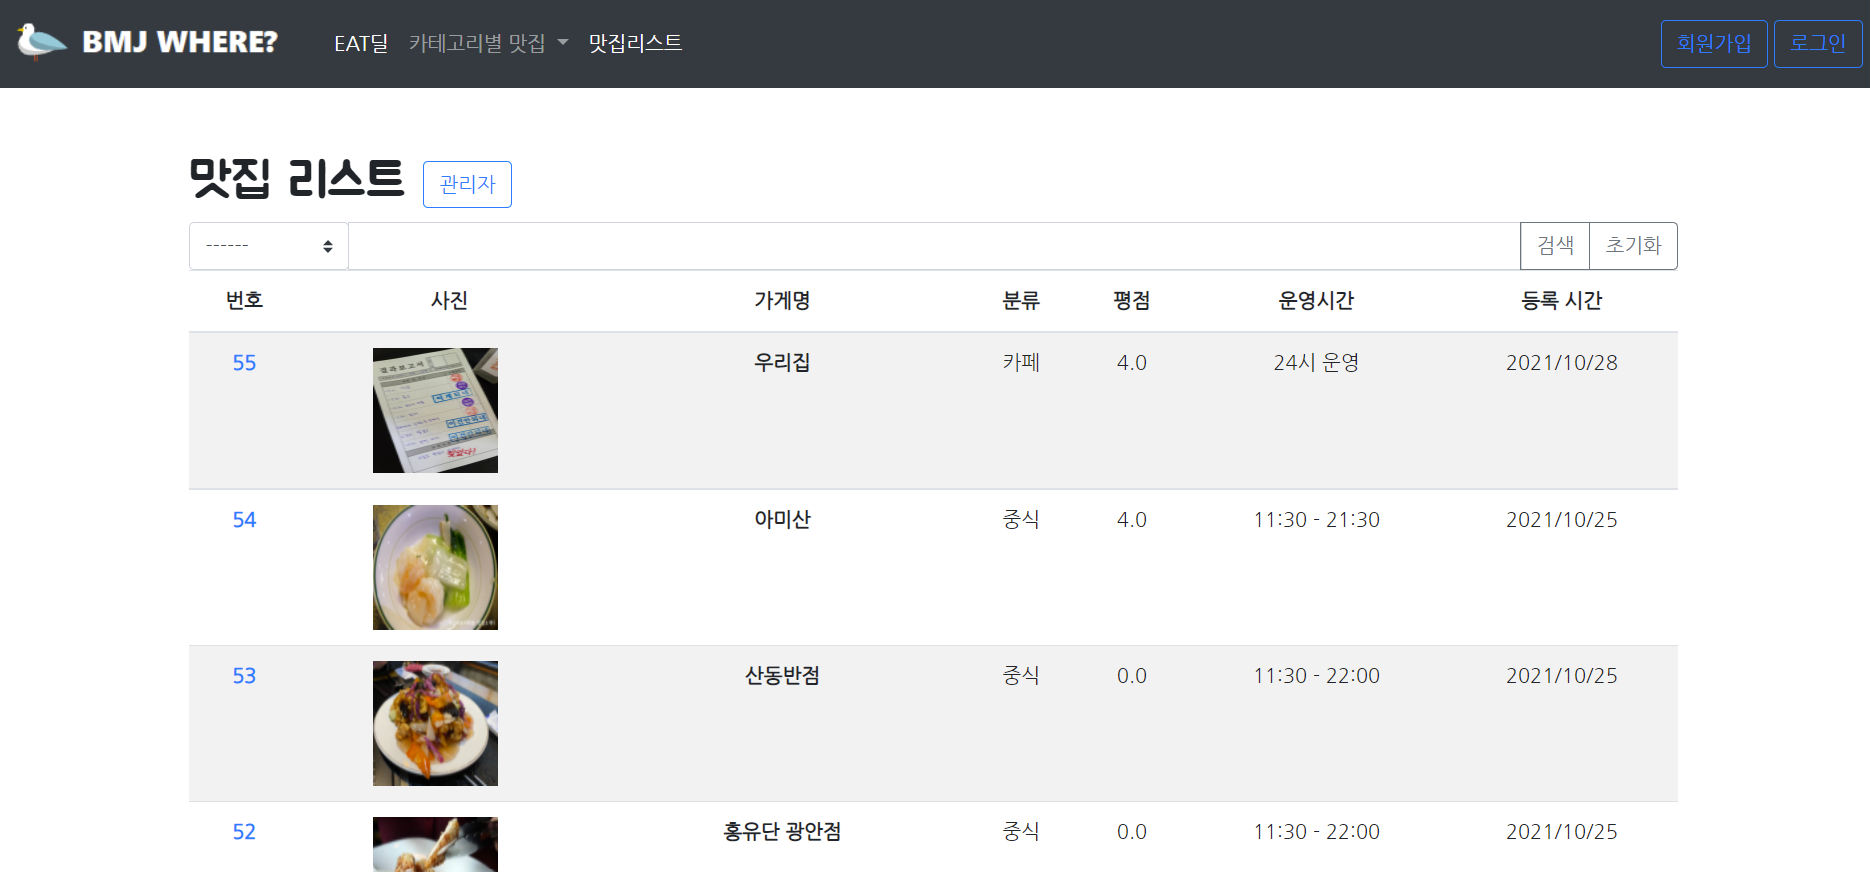 BMJ WHERE? EAT딜 카테고리별 맛집 맛집리스트 회원가입 로그인
맛집 리스트 관리자
------ 검색 초기화
번호 사진 가게명 분류 평점 운영시간 등록 시간
55 우리집 카페 4.0 24시 운영 2021/10/28
결과보고서
54 아미산 중식 4.0 11:30 - 21:30 2021/10/25
53 산동반점 중식 0.0 11:30 - 22:00 2021/10/25
52 홍유단 광안점 중식 0.0 11:30 - 22:00 2021/10/25